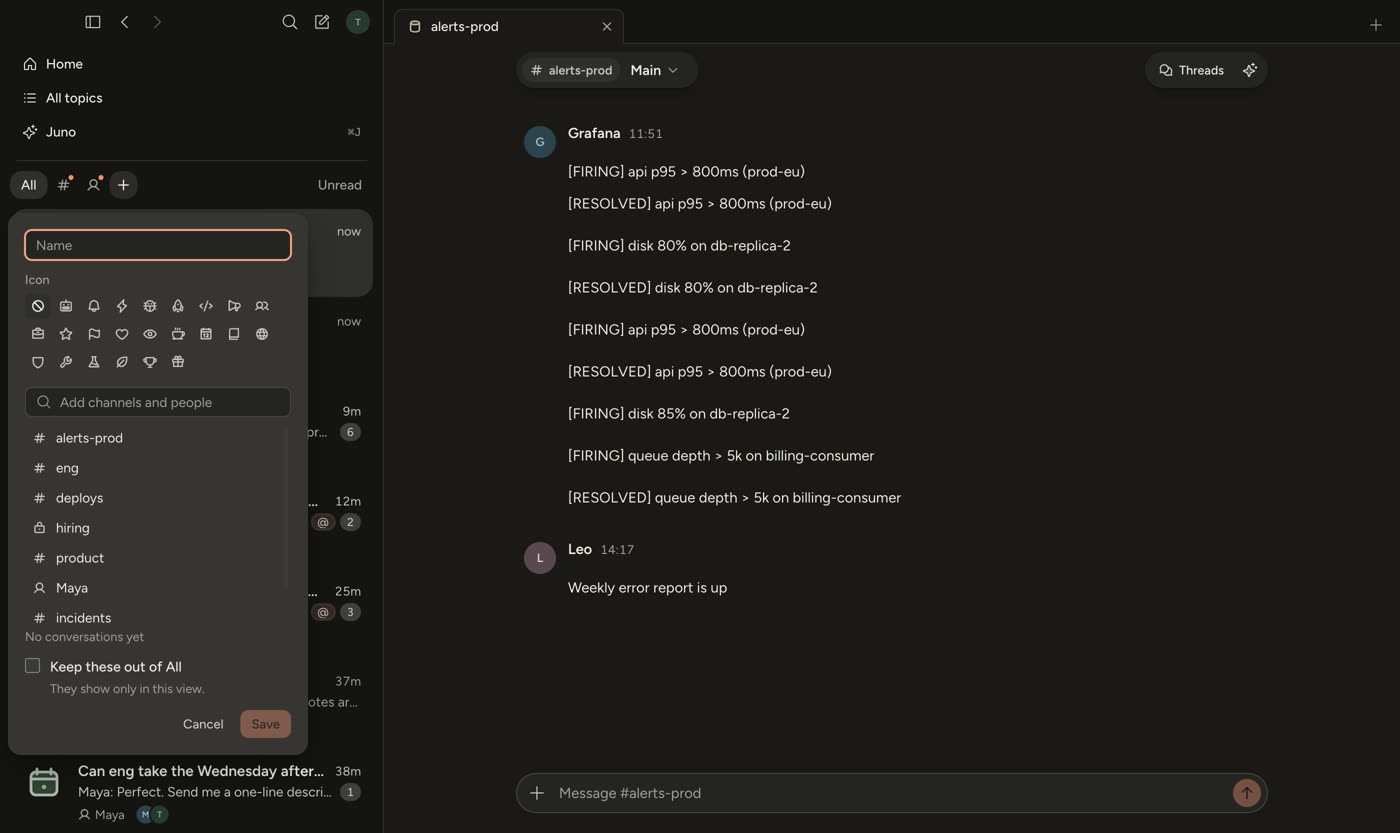 T
alerts-prod
Home
All topics
Juno
⌘J
All
Unread
# alerts-prod Main
Threads
now
Name
Icon
now
Add channels and people
# alerts-prod
# eng
# deploys
hiring
# product
Maya
# incidents
No conversations yet
Keep these out of All
They show only in this view.
Cancel
Save
9m
pr... 6
... 12m
@ 2
... 25m
@ 3
37m
otes ar...
Can eng take the Wednesday after... 38m
Maya: Perfect. Send me a one-line descri... 1
Maya M T
G
Grafana 11:51
[FIRING] api p95 > 800ms (prod-eu)
[RESOLVED] api p95 > 800ms (prod-eu)
[FIRING] disk 80% on db-replica-2
[RESOLVED] disk 80% on db-replica-2
[FIRING] api p95 > 800ms (prod-eu)
[RESOLVED] api p95 > 800ms (prod-eu)
[FIRING] disk 85% on db-replica-2
[FIRING] queue depth > 5k on billing-consumer
[RESOLVED] queue depth > 5k on billing-consumer
L
Leo 14:17
Weekly error report is up
Message #alerts-prod